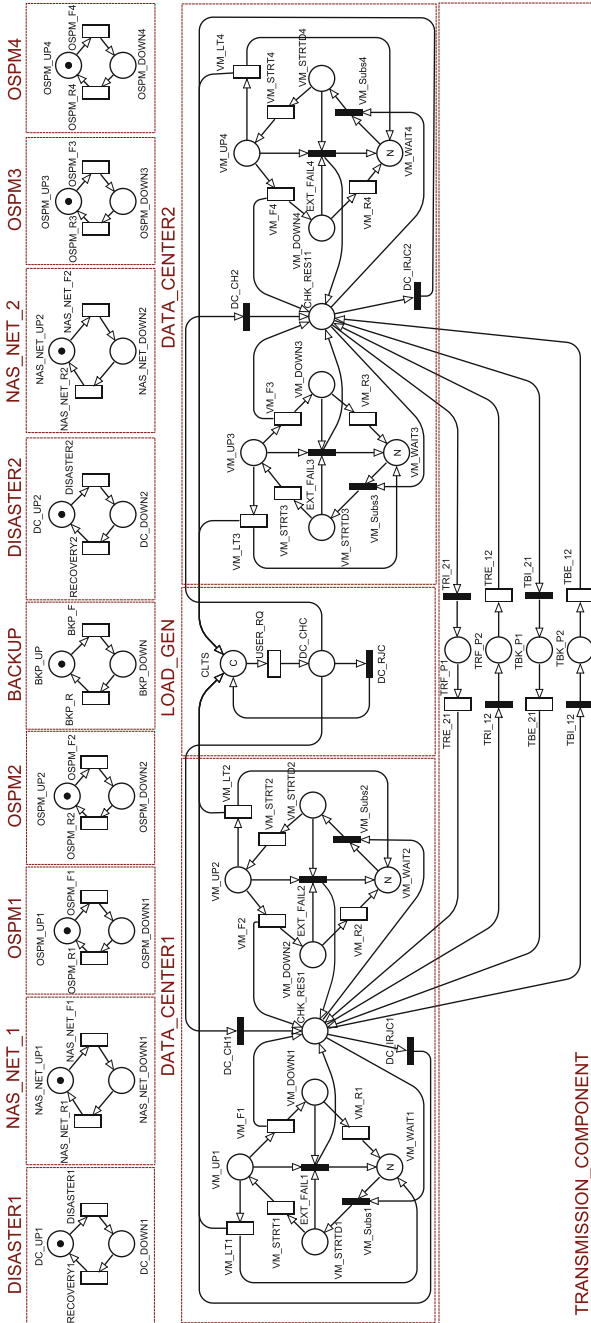 DISASTER1
DC_UP1
RECOVERY1
DISASTER1
DC_DOWN1
NAS_NET_1
NAS_NET_UP1
NAS_NET_R1
NAS_NET_F1
NAS_NET_DOWN1
OSPM1
OSPM_UP1
OSPM_R1
OSPM_F1
OSPM_DOWN1
OSPM2
OSPM_UP2
OSPM_R2
OSPM_F2
OSPM_DOWN2
BACKUP
BKP_UP
BKP_R
BKP_F
BKP_DOWN
DISASTER2
DC_UP2
RECOVERY2
DISASTER2
DC_DOWN2
NAS_NET_2
NAS_NET_UP2
NAS_NET_R2
NAS_NET_F2
NAS_NET_DOWN2
OSPM3
OSPM_UP3
OSPM_R3
OSPM_F3
OSPM_DOWN3
OSPM4
OSPM_UP4
OSPM_R4
OSPM_F4
OSPM_DOWN4
DATA_CENTER1
VM_UP1
VM_LT1
VM_STRT1
VM_F1
EXT_FAIL1
VM_STRTD1
VM_DOWN1
VM_Subs1
VM_R1
N
VM_WAIT1
DC_CH1
CHK_RES1
DC_IRJC1
VM_UP2
VM_F2
VM_LT2
VM_STRT2
VM_STRTD2
VM_DOWN2
EXT_FAIL2
VM_R2
VM_Subs2
N
VM_WAIT2
LOAD_GEN
CLTS
C
USER_RQ
DC_CHC
DC_RJC
DATA_CENTER2
VM_UP3
VM_LT3
VM_STRT3
VM_F3
EXT_FAIL3
VM_STRTD3
VM_DOWN3
VM_Subs3
VM_R3
N
VM_WAIT3
DC_CH2
CHK_RES11
DC_IRJC2
VM_UP4
VM_F4
VM_LT4
VM_STRT4
VM_STRTD4
VM_DOWN4
EXT_FAIL4
VM_R4
VM_Subs4
N
VM_WAIT4
TRANSMISSION_COMPONENT
TRE_21
TRF_P1
TRI_21
TRI_12
TRF_P2
TRE_12
TBE_21
TBK_P1
TBI_21
TBI_12
TBK_P2
TBE_12